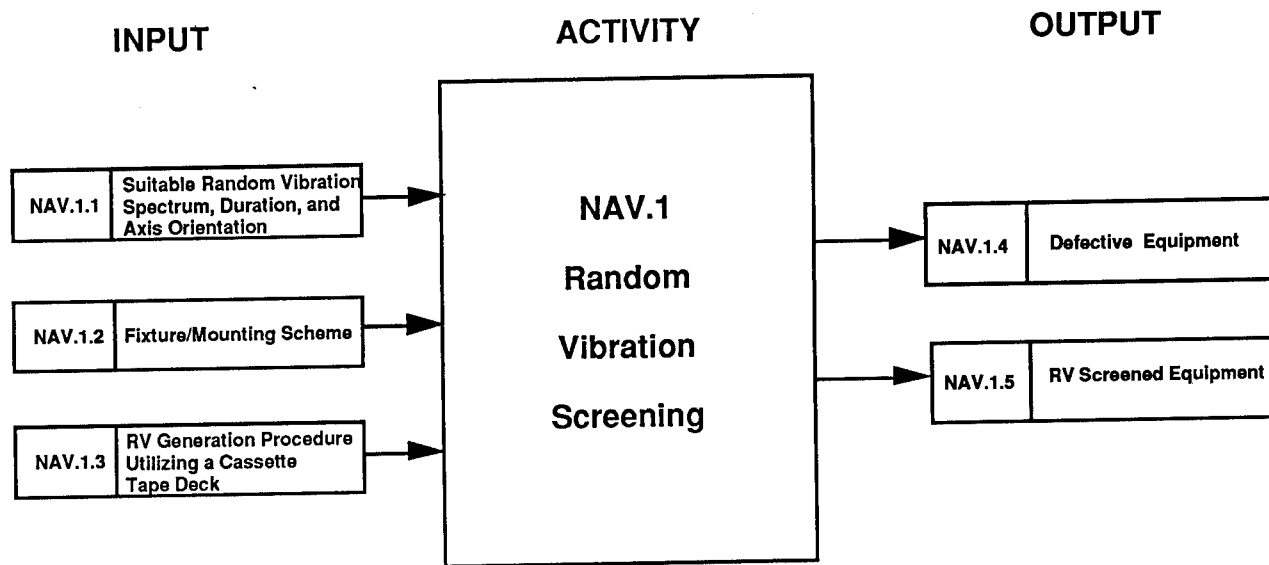 INPUT
ACTIVITY
OUTPUT
NAV.1.1
Suitable Random Vibration
Spectrum, Duration, and
Axis Orientation
NAV.1.2
Fixture/Mounting Scheme
NAV.1.3
RV Generation Procedure
Utilizing a Cassette
Tape Deck
NAV.1
Random
Vibration
Screening
NAV.1.4
Defective Equipment
NAV.1.5
RV Screened Equipment